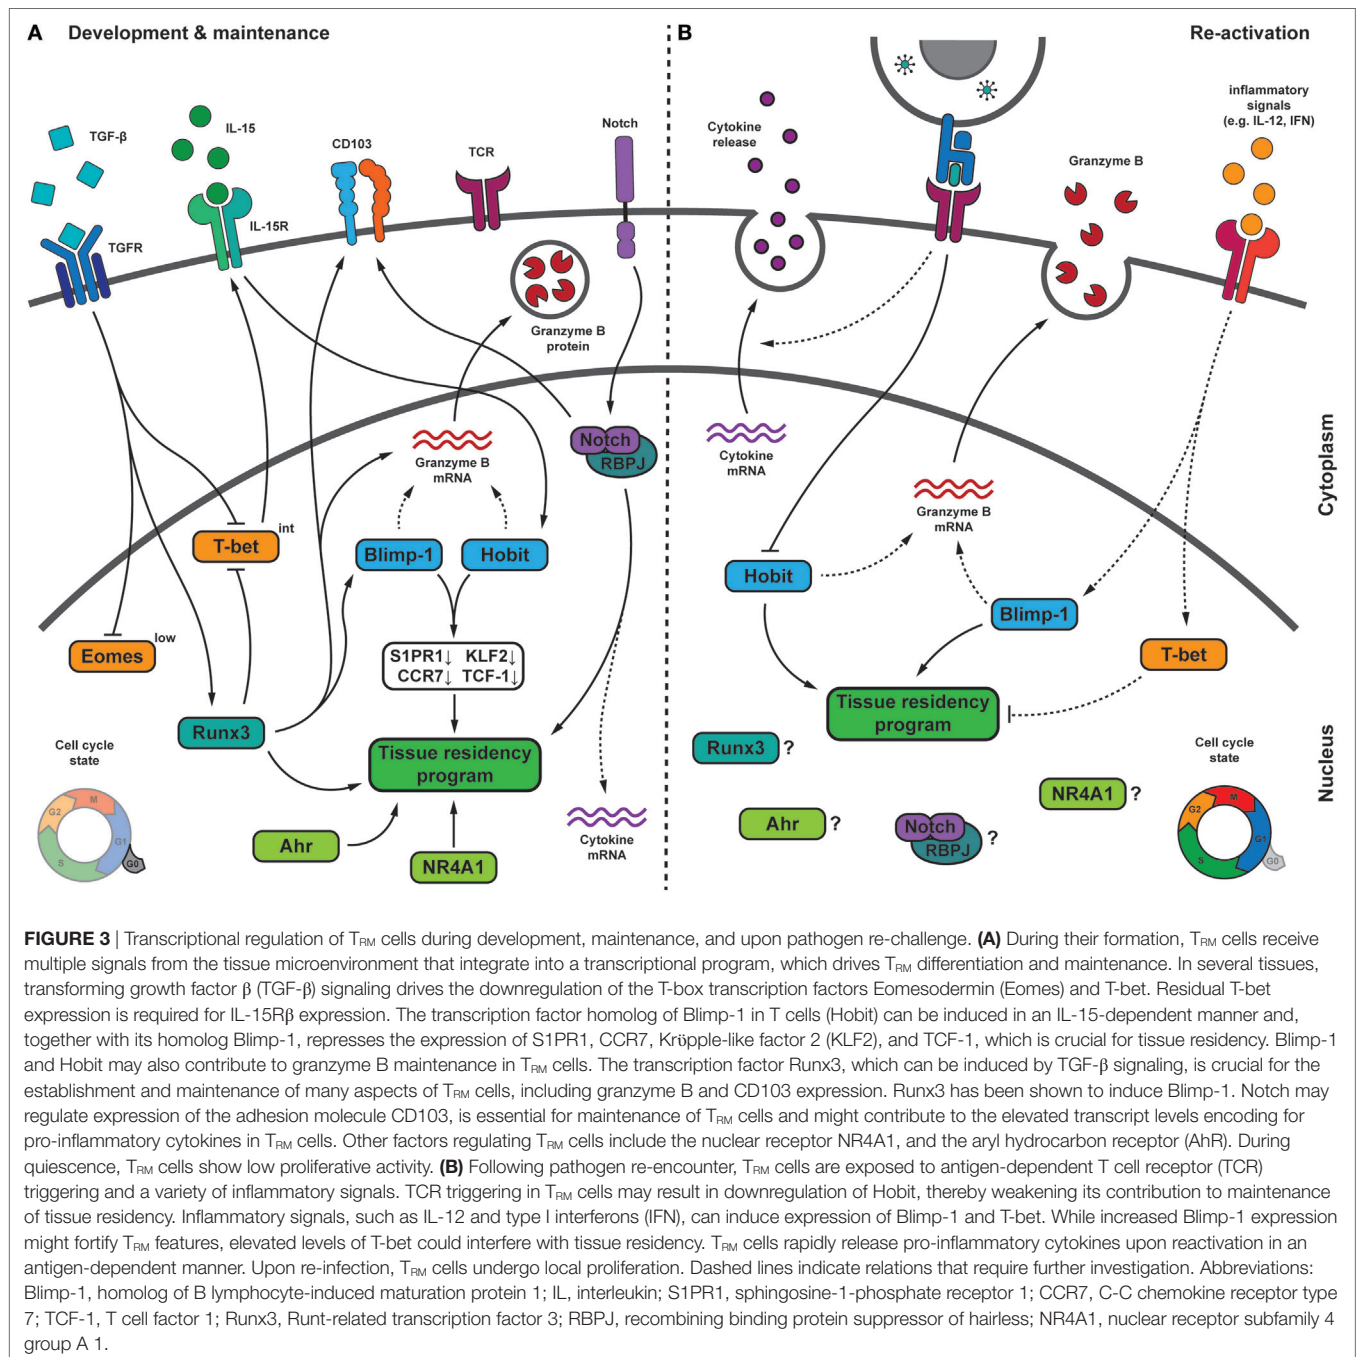 A Development & maintenance
B Re-activation
TGF-β
IL-15
CD103
TCR
Notch
TGFR
IL-15R
Granzyme B
protein
Granzyme B
mRNA
Notch
RBPJ
T-bet int
Blimp-1
Hobit
Eomes low
S1PR1↓ KLF2↓
CCR7↓ TCF-1↓
Runx3
Tissue residency
program
Cell cycle
state
M
G2
G1
S
G0
Ahr
NR4A1
Cytokine
mRNA
Cytokine
release
Granzyme B
inflammatory
signals
(e.g. IL-12, IFN)
Cytokine
mRNA
Granzyme B
mRNA
Hobit
Blimp-1
T-bet
Tissue residency
program
Runx3 ?
Ahr ?
Notch
RBPJ ?
NR4A1 ?
Cell cycle
state
M
G2
G1
S
G0
Cytoplasm
Nucleus
FIGURE 3 | Transcriptional regulation of TRM cells during development, maintenance, and upon pathogen re-challenge. (A) During their formation, TRM cells receive
multiple signals from the tissue microenvironment that integrate into a transcriptional program, which drives TRM differentiation and maintenance. In several tissues,
transforming growth factor β (TGF-β) signaling drives the downregulation of the T-box transcription factors Eomesodermin (Eomes) and T-bet. Residual T-bet
expression is required for IL-15Rβ expression. The transcription factor homolog of Blimp-1 in T cells (Hobit) can be induced in an IL-15-dependent manner and,
together with its homolog Blimp-1, represses the expression of S1PR1, CCR7, Krϋpple-like factor 2 (KLF2), and TCF-1, which is crucial for tissue residency. Blimp-1
and Hobit may also contribute to granzyme B maintenance in TRM cells. The transcription factor Runx3, which can be induced by TGF-β signaling, is crucial for the
establishment and maintenance of many aspects of TRM cells, including granzyme B and CD103 expression. Runx3 has been shown to induce Blimp-1. Notch may
regulate expression of the adhesion molecule CD103, is essential for maintenance of TRM cells and might contribute to the elevated transcript levels encoding for
pro-inflammatory cytokines in TRM cells. Other factors regulating TRM cells include the nuclear receptor NR4A1, and the aryl hydrocarbon receptor (AhR). During
quiescence, TRM cells show low proliferative activity. (B) Following pathogen re-encounter, TRM cells are exposed to antigen-dependent T cell receptor (TCR)
triggering and a variety of inflammatory signals. TCR triggering in TRM cells may result in downregulation of Hobit, thereby weakening its contribution to maintenance
of tissue residency. Inflammatory signals, such as IL-12 and type I interferons (IFN), can induce expression of Blimp-1 and T-bet. While increased Blimp-1 expression
might fortify TRM features, elevated levels of T-bet could interfere with tissue residency. TRM cells rapidly release pro-inflammatory cytokines upon reactivation in an
antigen-dependent manner. Upon re-infection, TRM cells undergo local proliferation. Dashed lines indicate relations that require further investigation. Abbreviations:
Blimp-1, homolog of B lymphocyte-induced maturation protein 1; IL, interleukin; S1PR1, sphingosine-1-phosphate receptor 1; CCR7, C-C chemokine receptor type
7; TCF-1, T cell factor 1; Runx3, Runt-related transcription factor 3; RBPJ, recombining binding protein suppressor of hairless; NR4A1, nuclear receptor subfamily 4
group A 1.